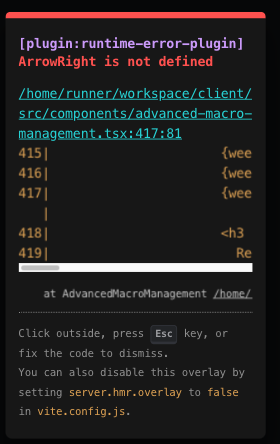 [plugin:runtime-error-plugin]
ArrowRight is not defined
/home/runner/workspace/client/
src/components/advanced-macro-
management.tsx:417:81
415| {wee
416| {wee
417| {wee
|
418| <h3
419| Re
at AdvancedMacroManagement /home/
Click outside, press Esc key, or
fix the code to dismiss.
You can also disable this overlay by
setting server.hmr.overlay to false
in vite.config.js.